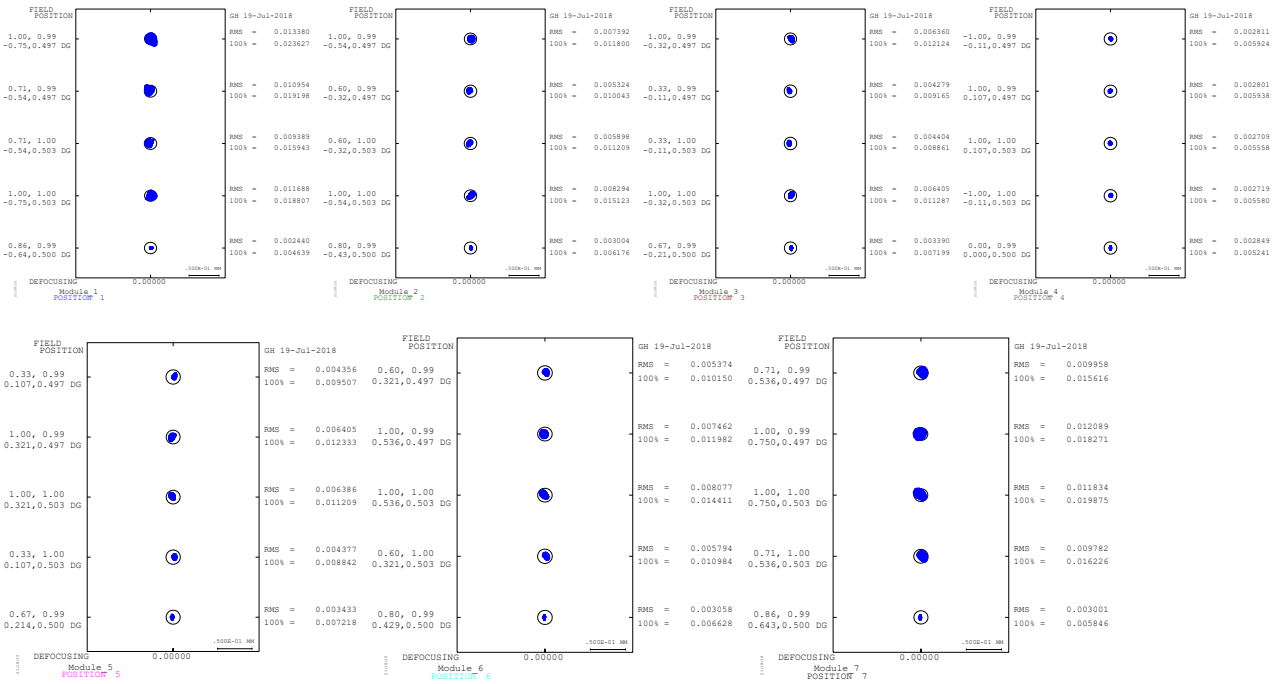 FIELD
POSITION
GH 19-Jul-2018
1.00, 0.99
-0.75,0.497 DG
RMS = 0.013380
100% = 0.023627
0.71, 0.99
-0.54,0.497 DG
RMS = 0.010954
100% = 0.019198
0.71, 1.00
-0.54,0.503 DG
RMS = 0.009389
100% = 0.015943
1.00, 1.00
-0.75,0.503 DG
RMS = 0.011688
100% = 0.018807
0.86, 0.99
-0.64,0.500 DG
RMS = 0.002440
100% = 0.004639
.500E-01 MM
DEFOCUSING 0.00000
Module_1
POSITION 1
FIELD
POSITION
GH 19-Jul-2018
1.00, 0.99
-0.54,0.497 DG
RMS = 0.007392
100% = 0.011800
0.60, 0.99
-0.32,0.497 DG
RMS = 0.005324
100% = 0.010043
0.60, 1.00
-0.32,0.503 DG
RMS = 0.005898
100% = 0.011209
1.00, 1.00
-0.54,0.503 DG
RMS = 0.008294
100% = 0.015123
0.80, 0.99
-0.43,0.500 DG
RMS = 0.003004
100% = 0.006176
.500E-01 MM
DEFOCUSING 0.00000
Module_2
POSITION 2
FIELD
POSITION
GH 19-Jul-2018
1.00, 0.99
-0.32,0.497 DG
RMS = 0.006360
100% = 0.012124
0.33, 0.99
-0.11,0.497 DG
RMS = 0.004279
100% = 0.009165
0.33, 1.00
-0.11,0.503 DG
RMS = 0.004404
100% = 0.008861
1.00, 1.00
-0.32,0.503 DG
RMS = 0.006405
100% = 0.011287
0.67, 0.99
-0.21,0.500 DG
RMS = 0.003390
100% = 0.007199
.500E-01 MM
DEFOCUSING 0.00000
Module_3
POSITION 3
FIELD
POSITION
GH 19-Jul-2018
-1.00, 0.99
-0.11,0.497 DG
RMS = 0.002811
100% = 0.005924
1.00, 0.99
0.107,0.497 DG
RMS = 0.002801
100% = 0.005938
1.00, 1.00
0.107,0.503 DG
RMS = 0.002709
100% = 0.005558
-1.00, 1.00
-0.11,0.503 DG
RMS = 0.002719
100% = 0.005580
0.00, 0.99
0.000,0.500 DG
RMS = 0.002849
100% = 0.005241
.500E-01 MM
DEFOCUSING 0.00000
Module_4
POSITION 4
FIELD
POSITION
GH 19-Jul-2018
0.33, 0.99
0.107,0.497 DG
RMS = 0.004356
100% = 0.009507
1.00, 0.99
0.321,0.497 DG
RMS = 0.006405
100% = 0.012333
1.00, 1.00
0.321,0.503 DG
RMS = 0.006386
100% = 0.011209
0.33, 1.00
0.107,0.503 DG
RMS = 0.004377
100% = 0.008842
0.67, 0.99
0.214,0.500 DG
RMS = 0.003433
100% = 0.007218
.500E-01 MM
DEFOCUSING 0.00000
Module_5
POSITION 5
FIELD
POSITION
GH 19-Jul-2018
0.60, 0.99
0.321,0.497 DG
RMS = 0.005374
100% = 0.010150
1.00, 0.99
0.536,0.497 DG
RMS = 0.007462
100% = 0.011982
1.00, 1.00
0.536,0.503 DG
RMS = 0.008077
100% = 0.014411
0.60, 1.00
0.321,0.503 DG
RMS = 0.005794
100% = 0.010984
0.80, 0.99
0.429,0.500 DG
RMS = 0.003058
100% = 0.006628
.500E-01 MM
DEFOCUSING 0.00000
Module_6
POSITION 6
FIELD
POSITION
GH 19-Jul-2018
0.71, 0.99
0.536,0.497 DG
RMS = 0.009958
100% = 0.015616
1.00, 0.99
0.750,0.497 DG
RMS = 0.012089
100% = 0.018271
1.00, 1.00
0.750,0.503 DG
RMS = 0.011834
100% = 0.019875
0.71, 1.00
0.536,0.503 DG
RMS = 0.009782
100% = 0.016226
0.86, 0.99
0.643,0.500 DG
RMS = 0.003001
100% = 0.005846
.500E-01 MM
DEFOCUSING 0.00000
Module_7
POSITION 7